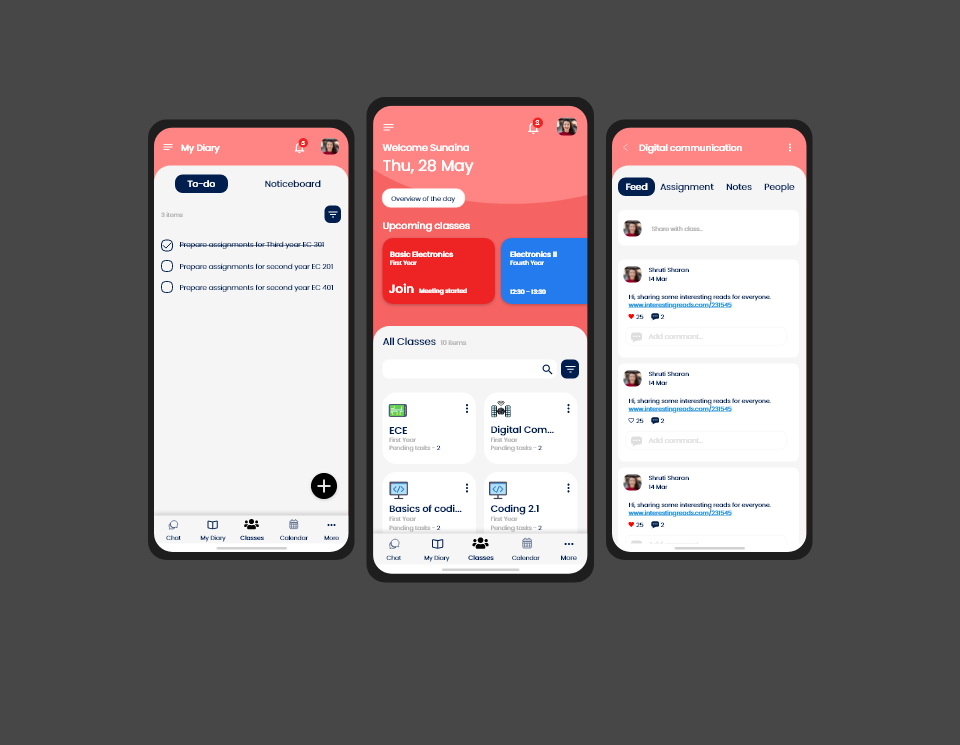 My Diary
5
To-do
Noticeboard
3 items
Prepare assignments for Third year EC 301
Prepare assignments for second year EC 201
Prepare assignments for second year EC 401
Chat
My Diary
Classes
Calendar
More
3
Welcome Sunaina
Thu, 28 May
Overview of the day
Upcoming classes
Basic Electronics
First Year
Join Meeting started
Electronics II
Fourth Year
12:30 - 13:30
All Classes 10 items
ECE
First Year
Pending tasks - 2
Digital Com...
First Year
Pending tasks - 2
Basics of codi...
First Year
Pending tasks - 2
Coding 2.1
First Year
Pending tasks - 2
Chat
My Diary
Classes
Calendar
More
Digital communication
Feed
Assignment
Notes
People
Share with class...
Shruti Sharan
14 Mar
Hi, sharing some interesting reads for everyone.
www.interestingreads.com/231545
25 2
Add comment...
Shruti Sharan
14 Mar
Hi, sharing some interesting reads for everyone.
www.interestingreads.com/231545
25 2
Add comment...
Shruti Sharan
14 Mar
Hi, sharing some interesting reads for everyone.
www.interestingreads.com/231545
25 2
Add comment...